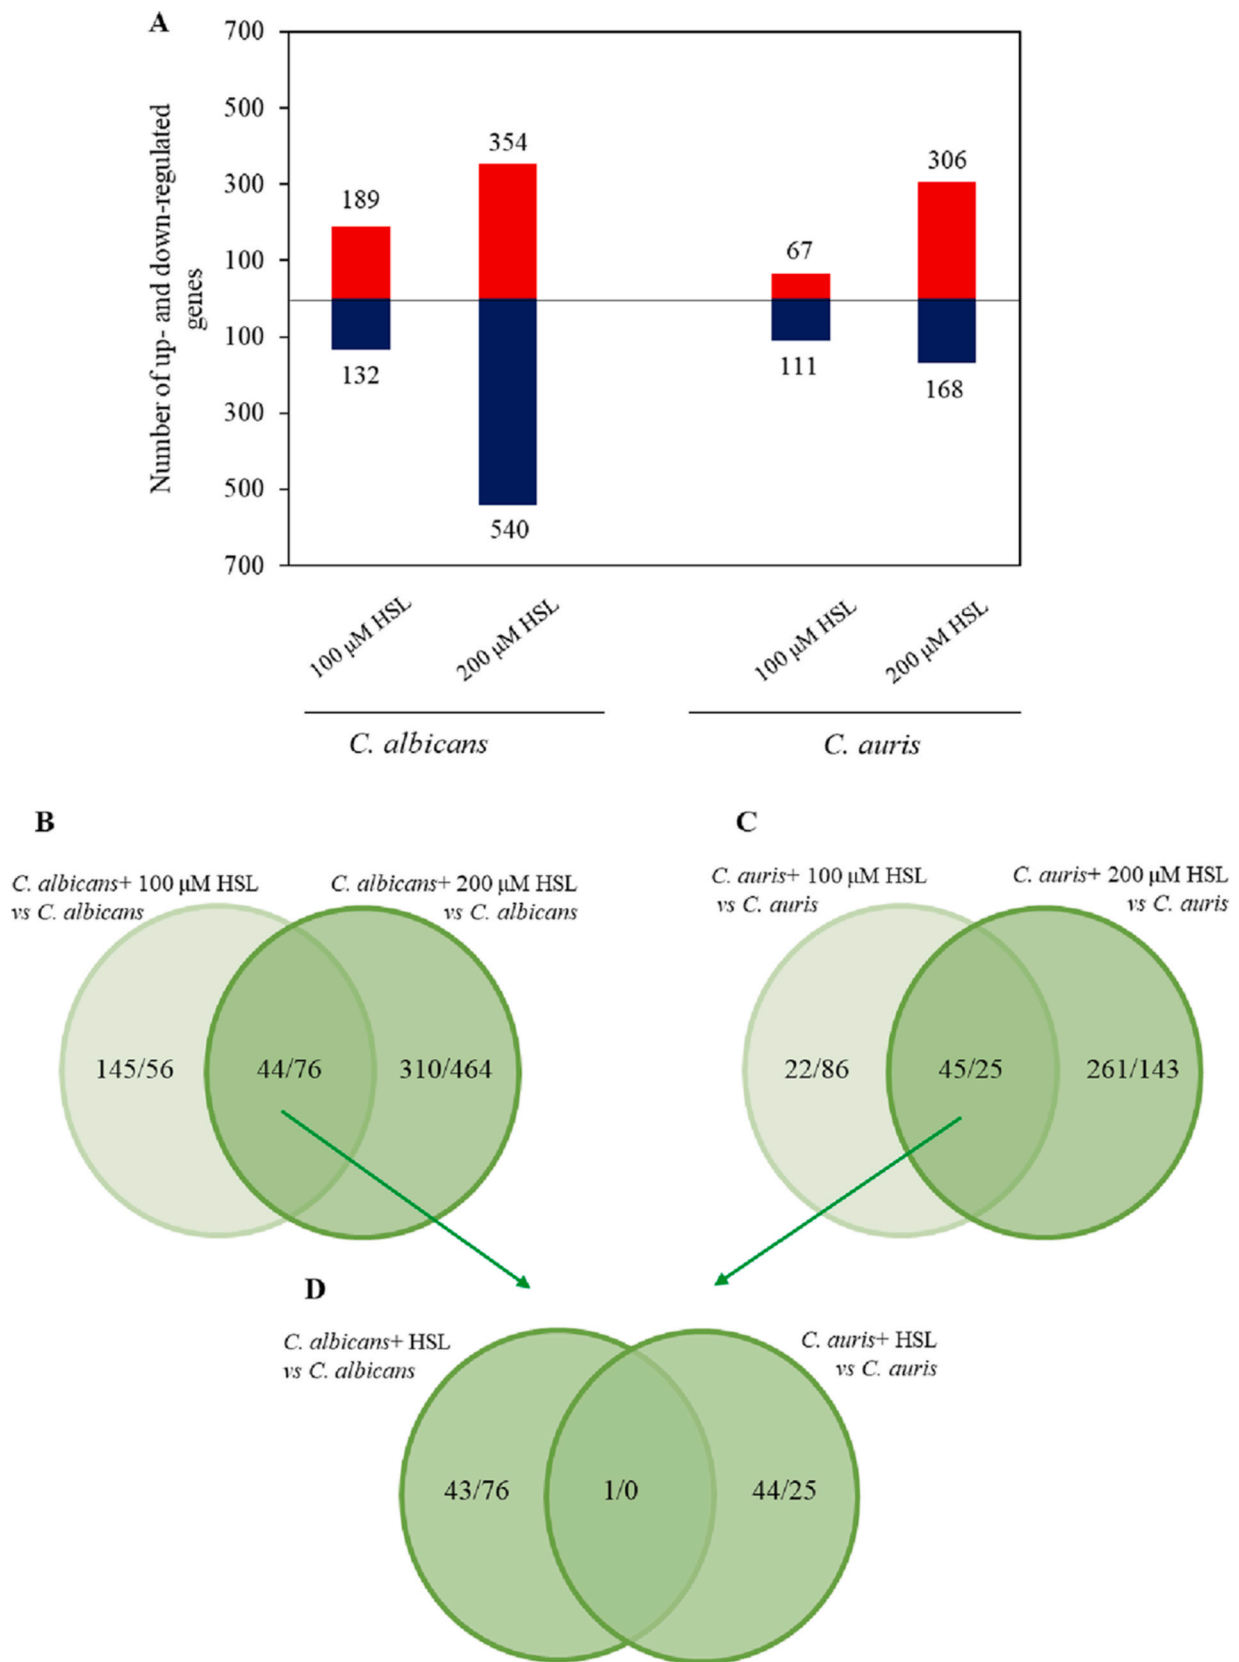 A
700
500
300
100
100
300
500
700
Number of up- and down-regulated
genes
189
354
67
306
132
540
111
168
100 µM HSL
200 µM HSL
100 µM HSL
200 µM HSL
C. albicans
C. auris
B
C. albicans+ 100 µM HSL
vs C. albicans
C. albicans+ 200 µM HSL
vs C. albicans
145/56
44/76
310/464
C
C. auris+ 100 µM HSL
vs C. auris
C. auris+ 200 µM HSL
vs C. auris
22/86
45/25
261/143
D
C. albicans+ HSL
vs C. albicans
C. auris+ HSL
vs C. auris
43/76
1/0
44/25